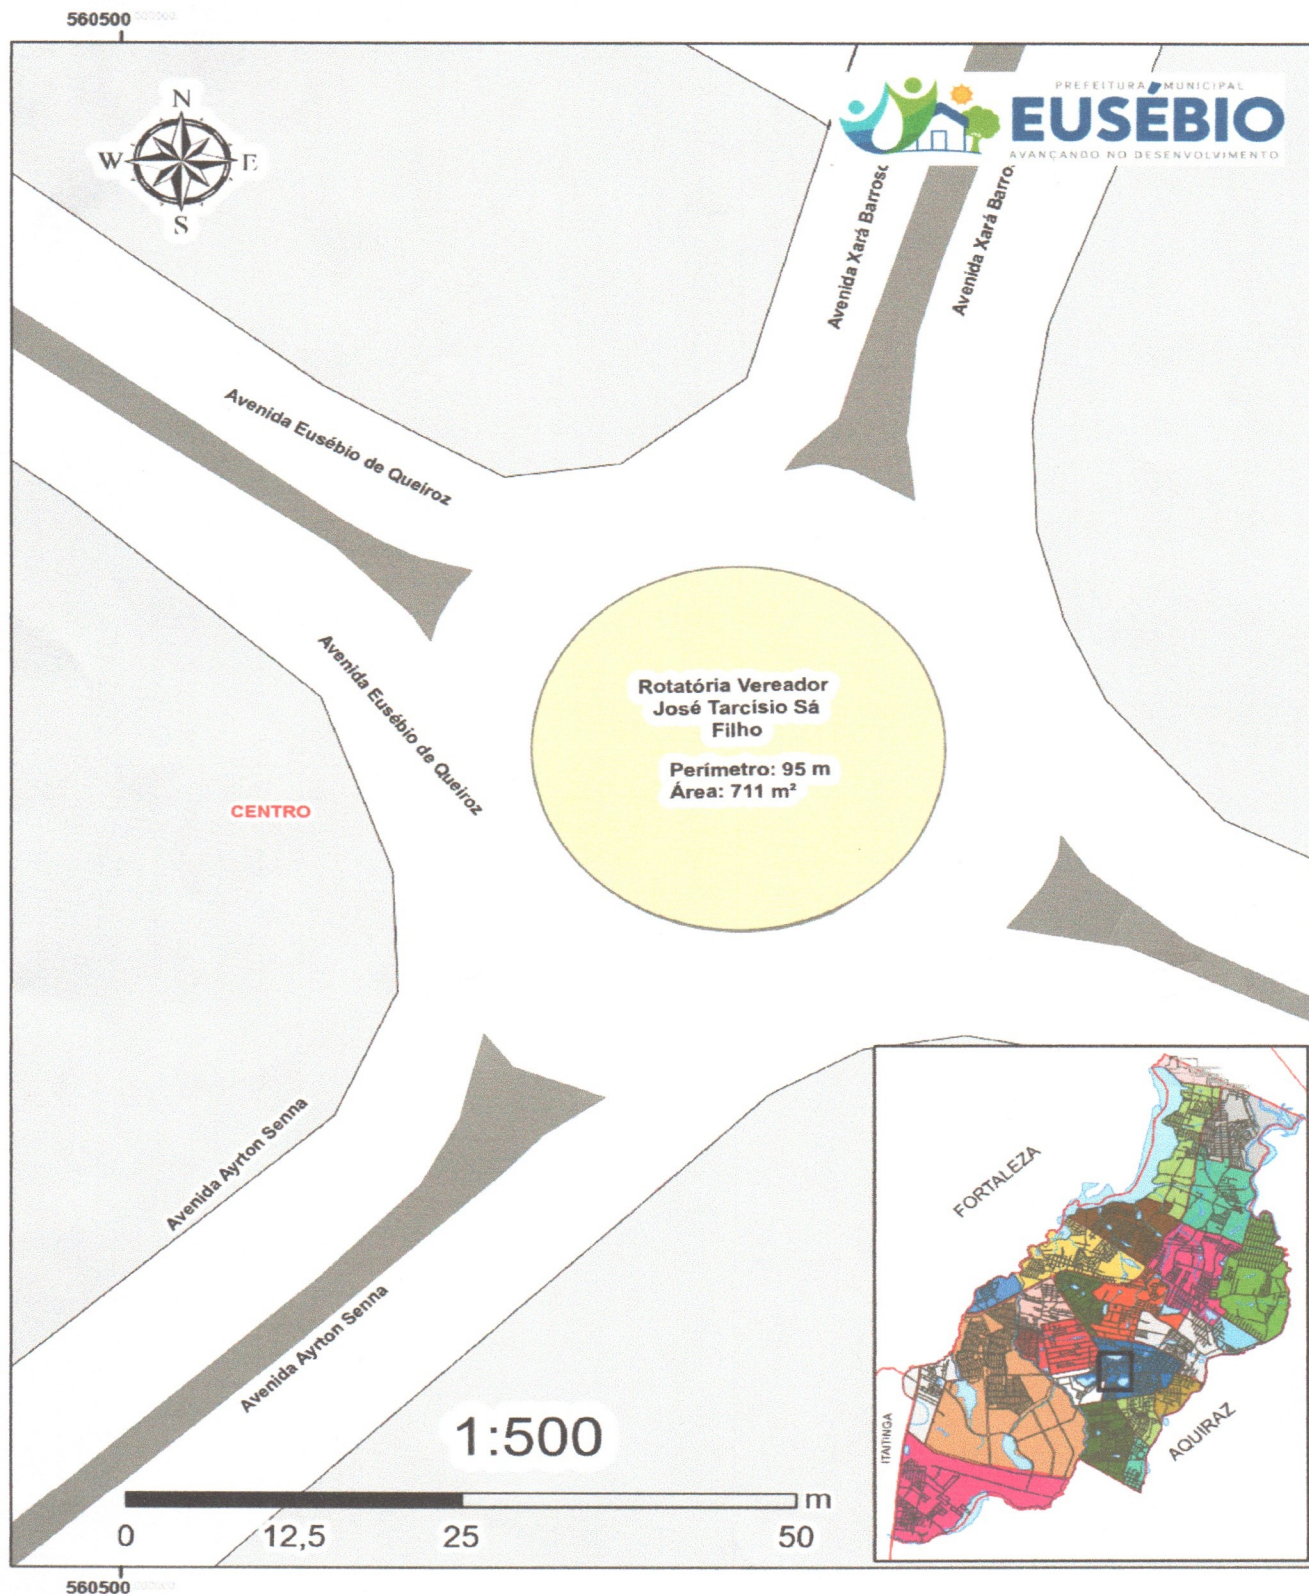 560500
N
W
E
S
PREFEITURA MUNICIPAL
EUSÉBIO
AVANÇANDO NO DESENVOLVIMENTO
Avenida Xará Barroso
Avenida Xará Barro
Avenida Eusébio de Queiroz
Avenida Eusébio de Queiroz
Rotatória Vereador
José Tarcísio Sá
Filho
Perímetro: 95 m
Área: 711 m²
CENTRO
Avenida Ayrton Senna
Avenida Ayrton Senna
FORTALEZA
ITAITINGA
AQUIRAZ
1:500
m
0
12,5
25
50
560500